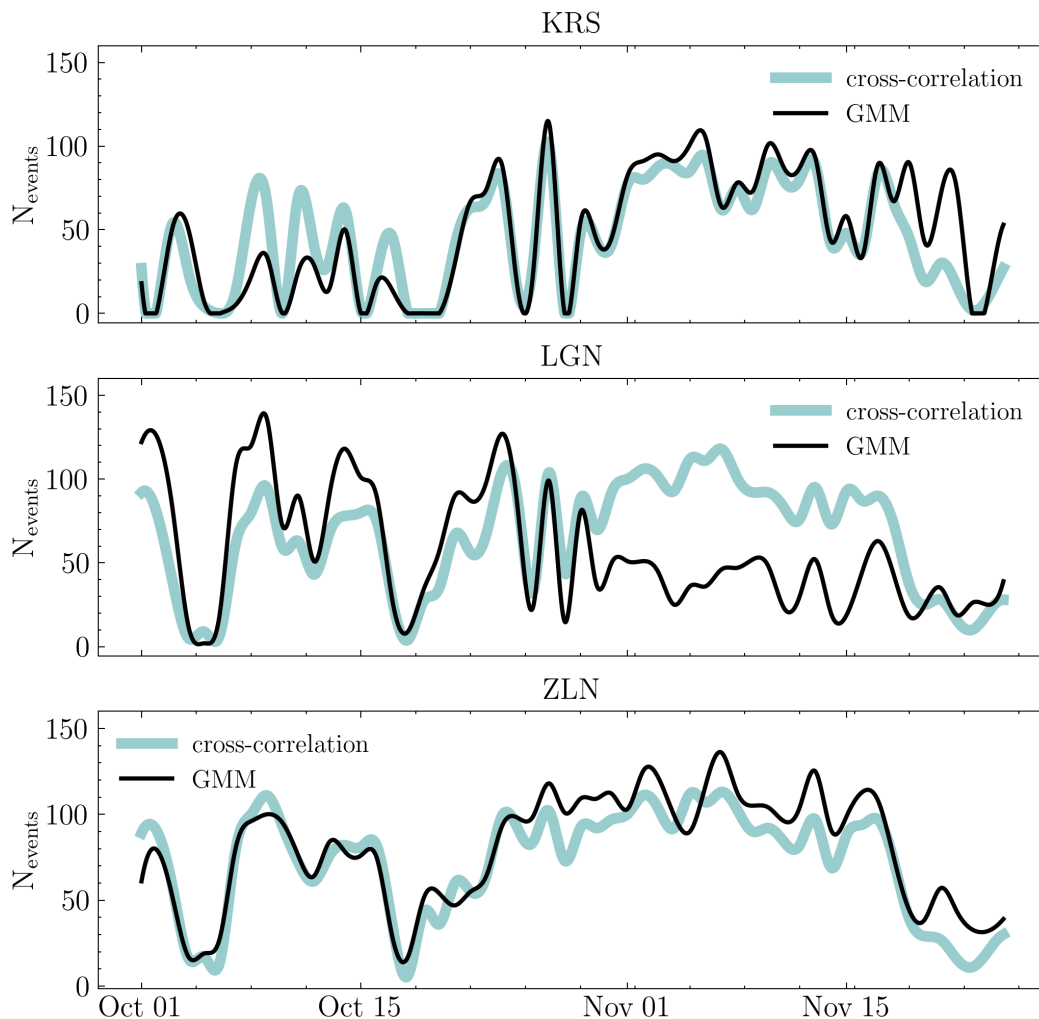 KRS
150
100
50
0
N_events
cross-correlation
GMM
LGN
150
100
50
0
N_events
cross-correlation
GMM
ZLN
150
100
50
0
N_events
cross-correlation
GMM
Oct 01 Oct 15 Nov 01 Nov 15